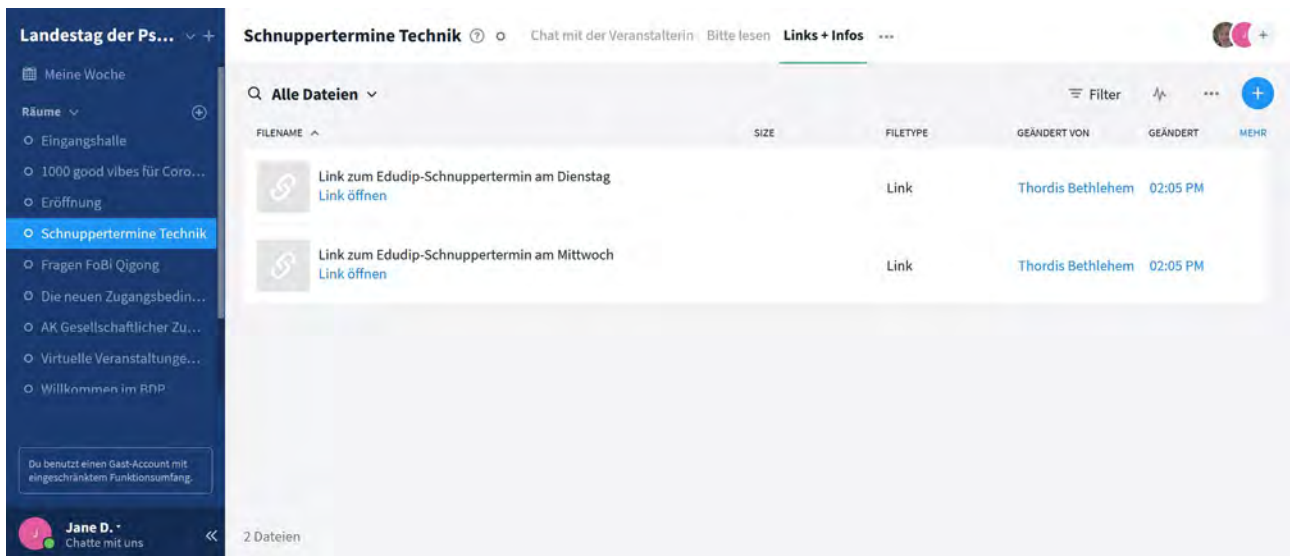 Landestag der Ps...
Meine Woche
Räume
Eingangshalle
1000 good vibes für Coro...
Eröffnung
Schnuppertermine Technik
Fragen FoBi Qigong
Die neuen Zugangsbedin...
AK Gesellschaftlicher Zu...
Virtuelle Veranstaltunge...
Willkommen im BDP
Du benutzt einen Gast-Account mit
eingeschränktem Funktionsumfang.
J
Jane D.
Chatte mit uns
Schnuppertermine Technik
Chat mit der Veranstalterin Bitte lesen Links + Infos
Alle Dateien
Filter
FILENAME SIZE FILETYPE GEÄNDERT VON GEÄNDERT MEHR
Link zum Edudip-Schnuppertermin am Dienstag
Link öffnen
Link Thordis Bethlehem 02:05 PM
Link zum Edudip-Schnuppertermin am Mittwoch
Link öffnen
Link Thordis Bethlehem 02:05 PM
2 Dateien